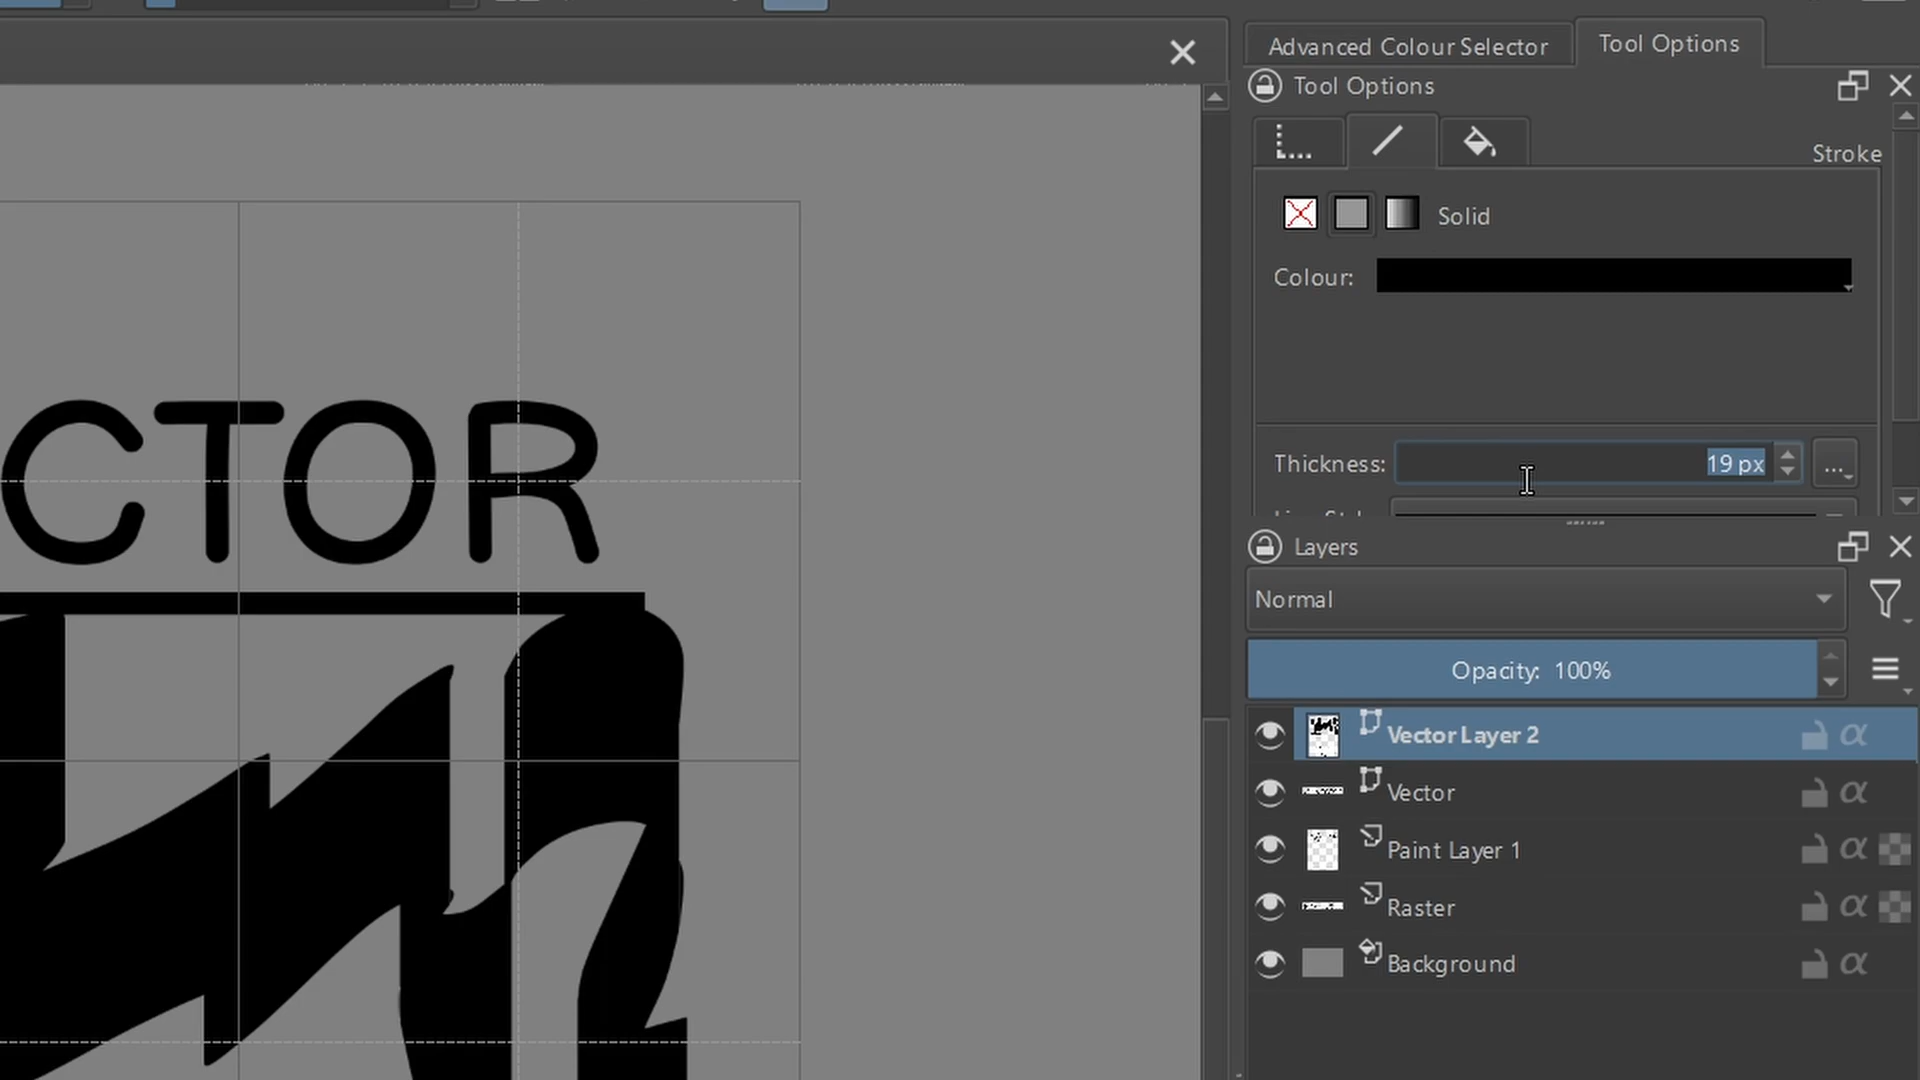 Advanced Colour Selector
Tool Options
Tool Options
Stroke
Solid
Colour:
CTOR
Thickness: 19 px ...
Layers
Normal
Opacity: 100%
Vector Layer 2 α
Vector α
Paint Layer 1 α
Raster α
Background α